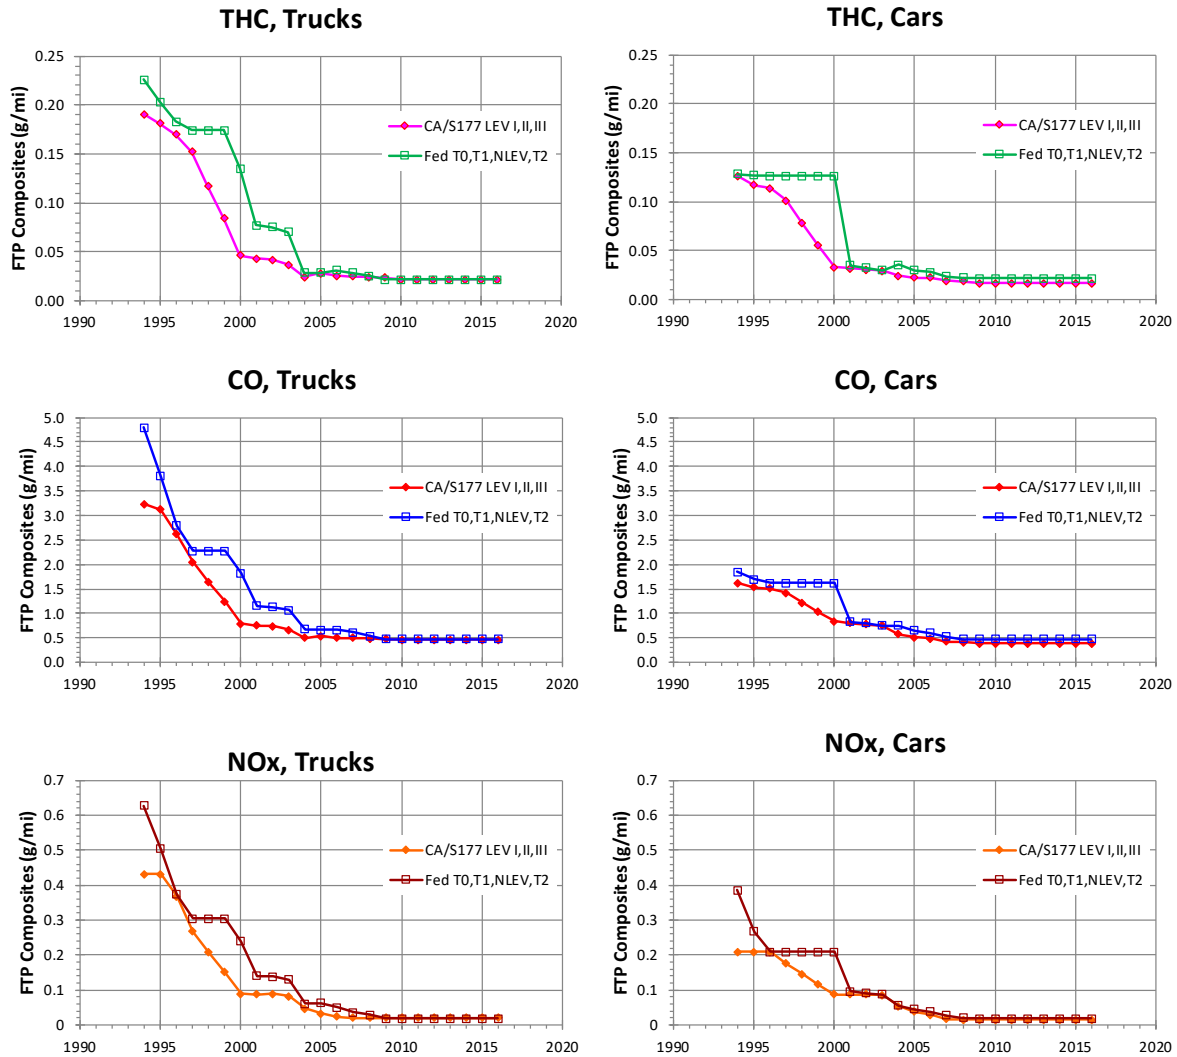 THC, Trucks
FTP Composites (g/mi)
0.25
0.20
0.15
0.10
0.05
0.00
CA/S177 LEV I,II,III
Fed T0,T1,NLEV,T2
1990 1995 2000 2005 2010 2015 2020
THC, Cars
FTP Composites (g/mi)
0.25
0.20
0.15
0.10
0.05
0.00
CA/S177 LEV I,II,III
Fed T0,T1,NLEV,T2
1990 1995 2000 2005 2010 2015 2020
CO, Trucks
FTP Composites (g/mi)
5.0
4.5
4.0
3.5
3.0
2.5
2.0
1.5
1.0
0.5
0.0
CA/S177 LEV I,II,III
Fed T0,T1,NLEV,T2
1990 1995 2000 2005 2010 2015 2020
CO, Cars
FTP Composites (g/mi)
5.0
4.5
4.0
3.5
3.0
2.5
2.0
1.5
1.0
0.5
0.0
CA/S177 LEV I,II,III
Fed T0,T1,NLEV,T2
1990 1995 2000 2005 2010 2015 2020
NOx, Trucks
FTP Composites (g/mi)
0.7
0.6
0.5
0.4
0.3
0.2
0.1
0
CA/S177 LEV I,II,III
Fed T0,T1,NLEV,T2
1990 1995 2000 2005 2010 2015 2020
NOx, Cars
FTP Composites (g/mi)
0.7
0.6
0.5
0.4
0.3
0.2
0.1
0
CA/S177 LEV I,II,III
Fed T0,T1,NLEV,T2
1990 1995 2000 2005 2010 2015 2020